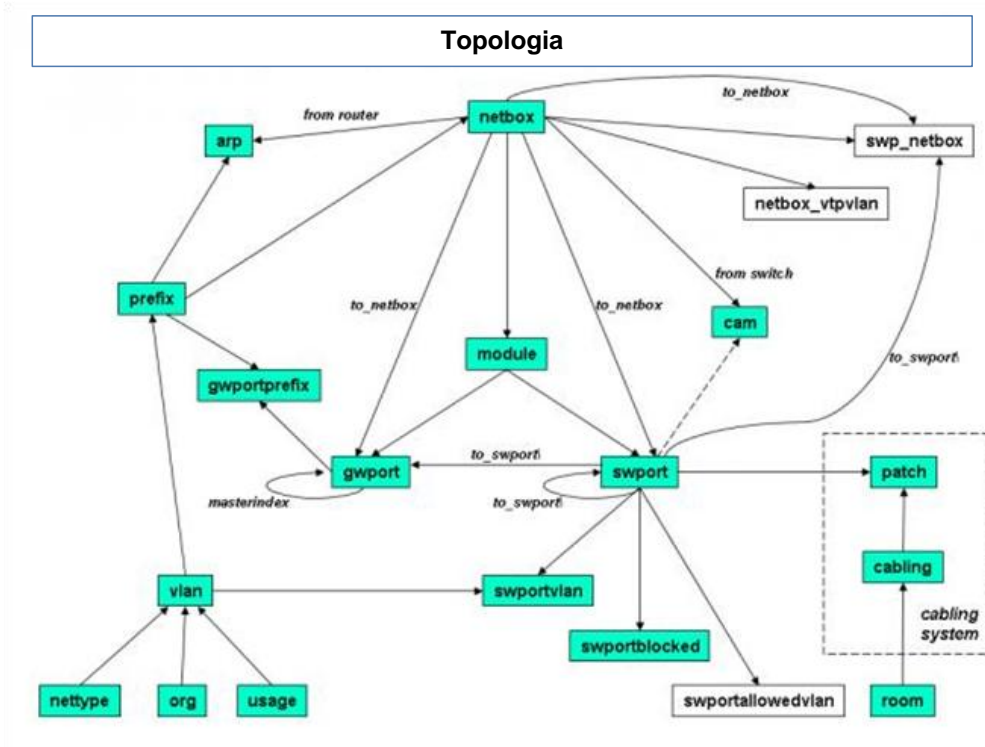 Topologia
to_netbox
from router
netbox
arp
swp_netbox
netbox_vtpvlan
from switch
prefix
to_netbox
to_netbox
cam
module
to_swport
gwportprefix
to_swport
gwport
swport
patch
masterindex
to_swport
cabling
vlan
swportvlan
cabling
system
swportblocked
nettype
org
usage
swportallowedvlan
room